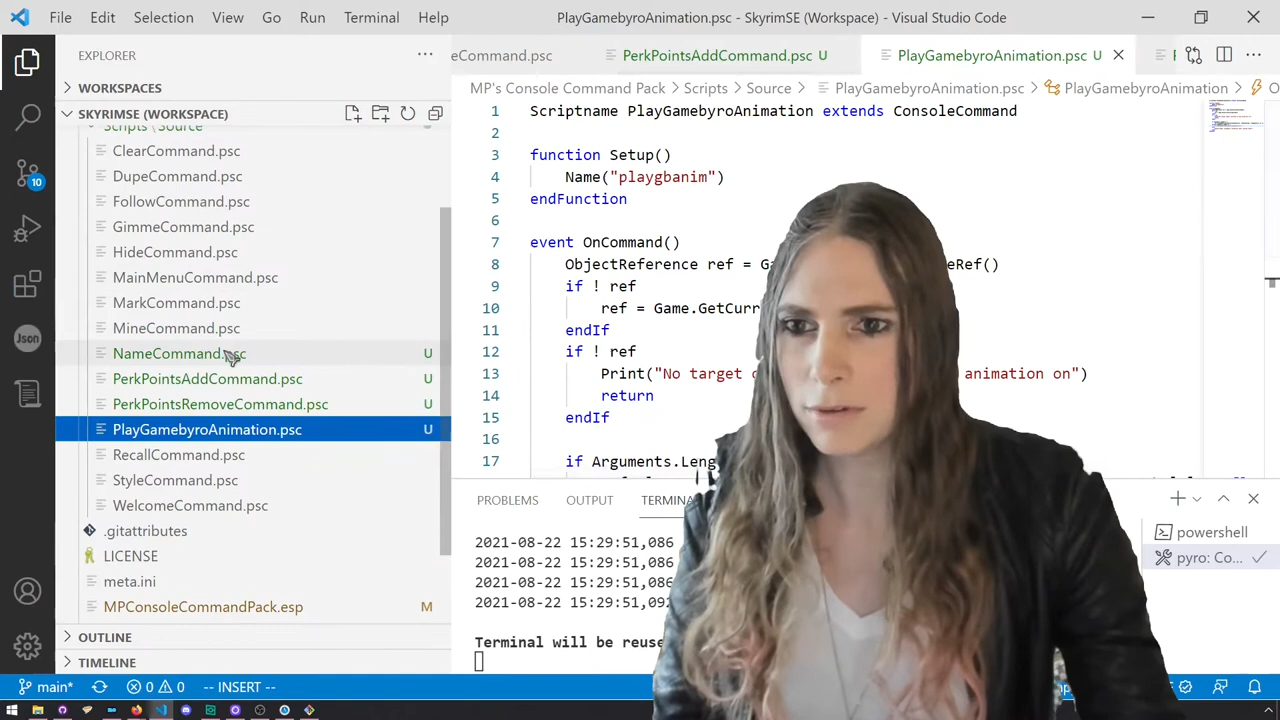 File Edit Selection View Go Run Terminal Help
PlayGamebyroAnimation.psc - SkyrimSE (Workspace) - Visual Studio Code
EXPLORER
WORKSPACES
SKYRIMSE (WORKSPACE)
ClearCommand.psc
DupeCommand.psc
FollowCommand.psc
GimmeCommand.psc
HideCommand.psc
MainMenuCommand.psc
MarkCommand.psc
MineCommand.psc
NameCommand.psc U
PerkPointsAddCommand.psc U
PerkPointsRemoveCommand.psc U
PlayGamebyroAnimation.psc U
RecallCommand.psc
StyleCommand.psc
WelcomeCommand.psc
.gitattributes
LICENSE
meta.ini
MPConsoleCommandPack.esp M
OUTLINE
TIMELINE
10
Json
eCommand.psc PerkPointsAddCommand.psc U PlayGamebyroAnimation.psc U
MP's Console Command Pack > Scripts > Source > PlayGamebyroAnimation.psc > PlayGamebyroAnimation >
1 Scriptname PlayGamebyroAnimation extends ConsoleCommand
2
3 function Setup()
4 Name("playgbanim")
5 endFunction
6
7 event OnCommand()
8 ObjectReference ref = Ga eRef()
9 if ! ref
10 ref = Game.GetCurr
11 endIf
12 if ! ref
13 Print("No target animation on")
14 return
15 endIf
16
17 if Arguments.Leng
PROBLEMS OUTPUT TERMINA
2021-08-22 15:29:51,086
2021-08-22 15:29:51,086
2021-08-22 15:29:51,086
2021-08-22 15:29:51,092
Terminal will be reuse
powershell
pyro: Co...
main* 0 0 -- INSERT --